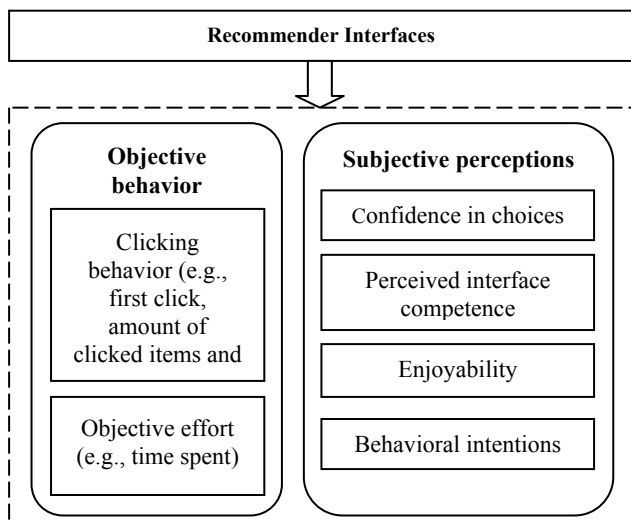 Recommender Interfaces
Objective
behavior
Clicking
behavior (e.g.,
first click,
amount of
clicked items and
Objective effort
(e.g., time spent)
Subjective perceptions
Confidence in choices
Perceived interface
competence
Enjoyability
Behavioral intentions